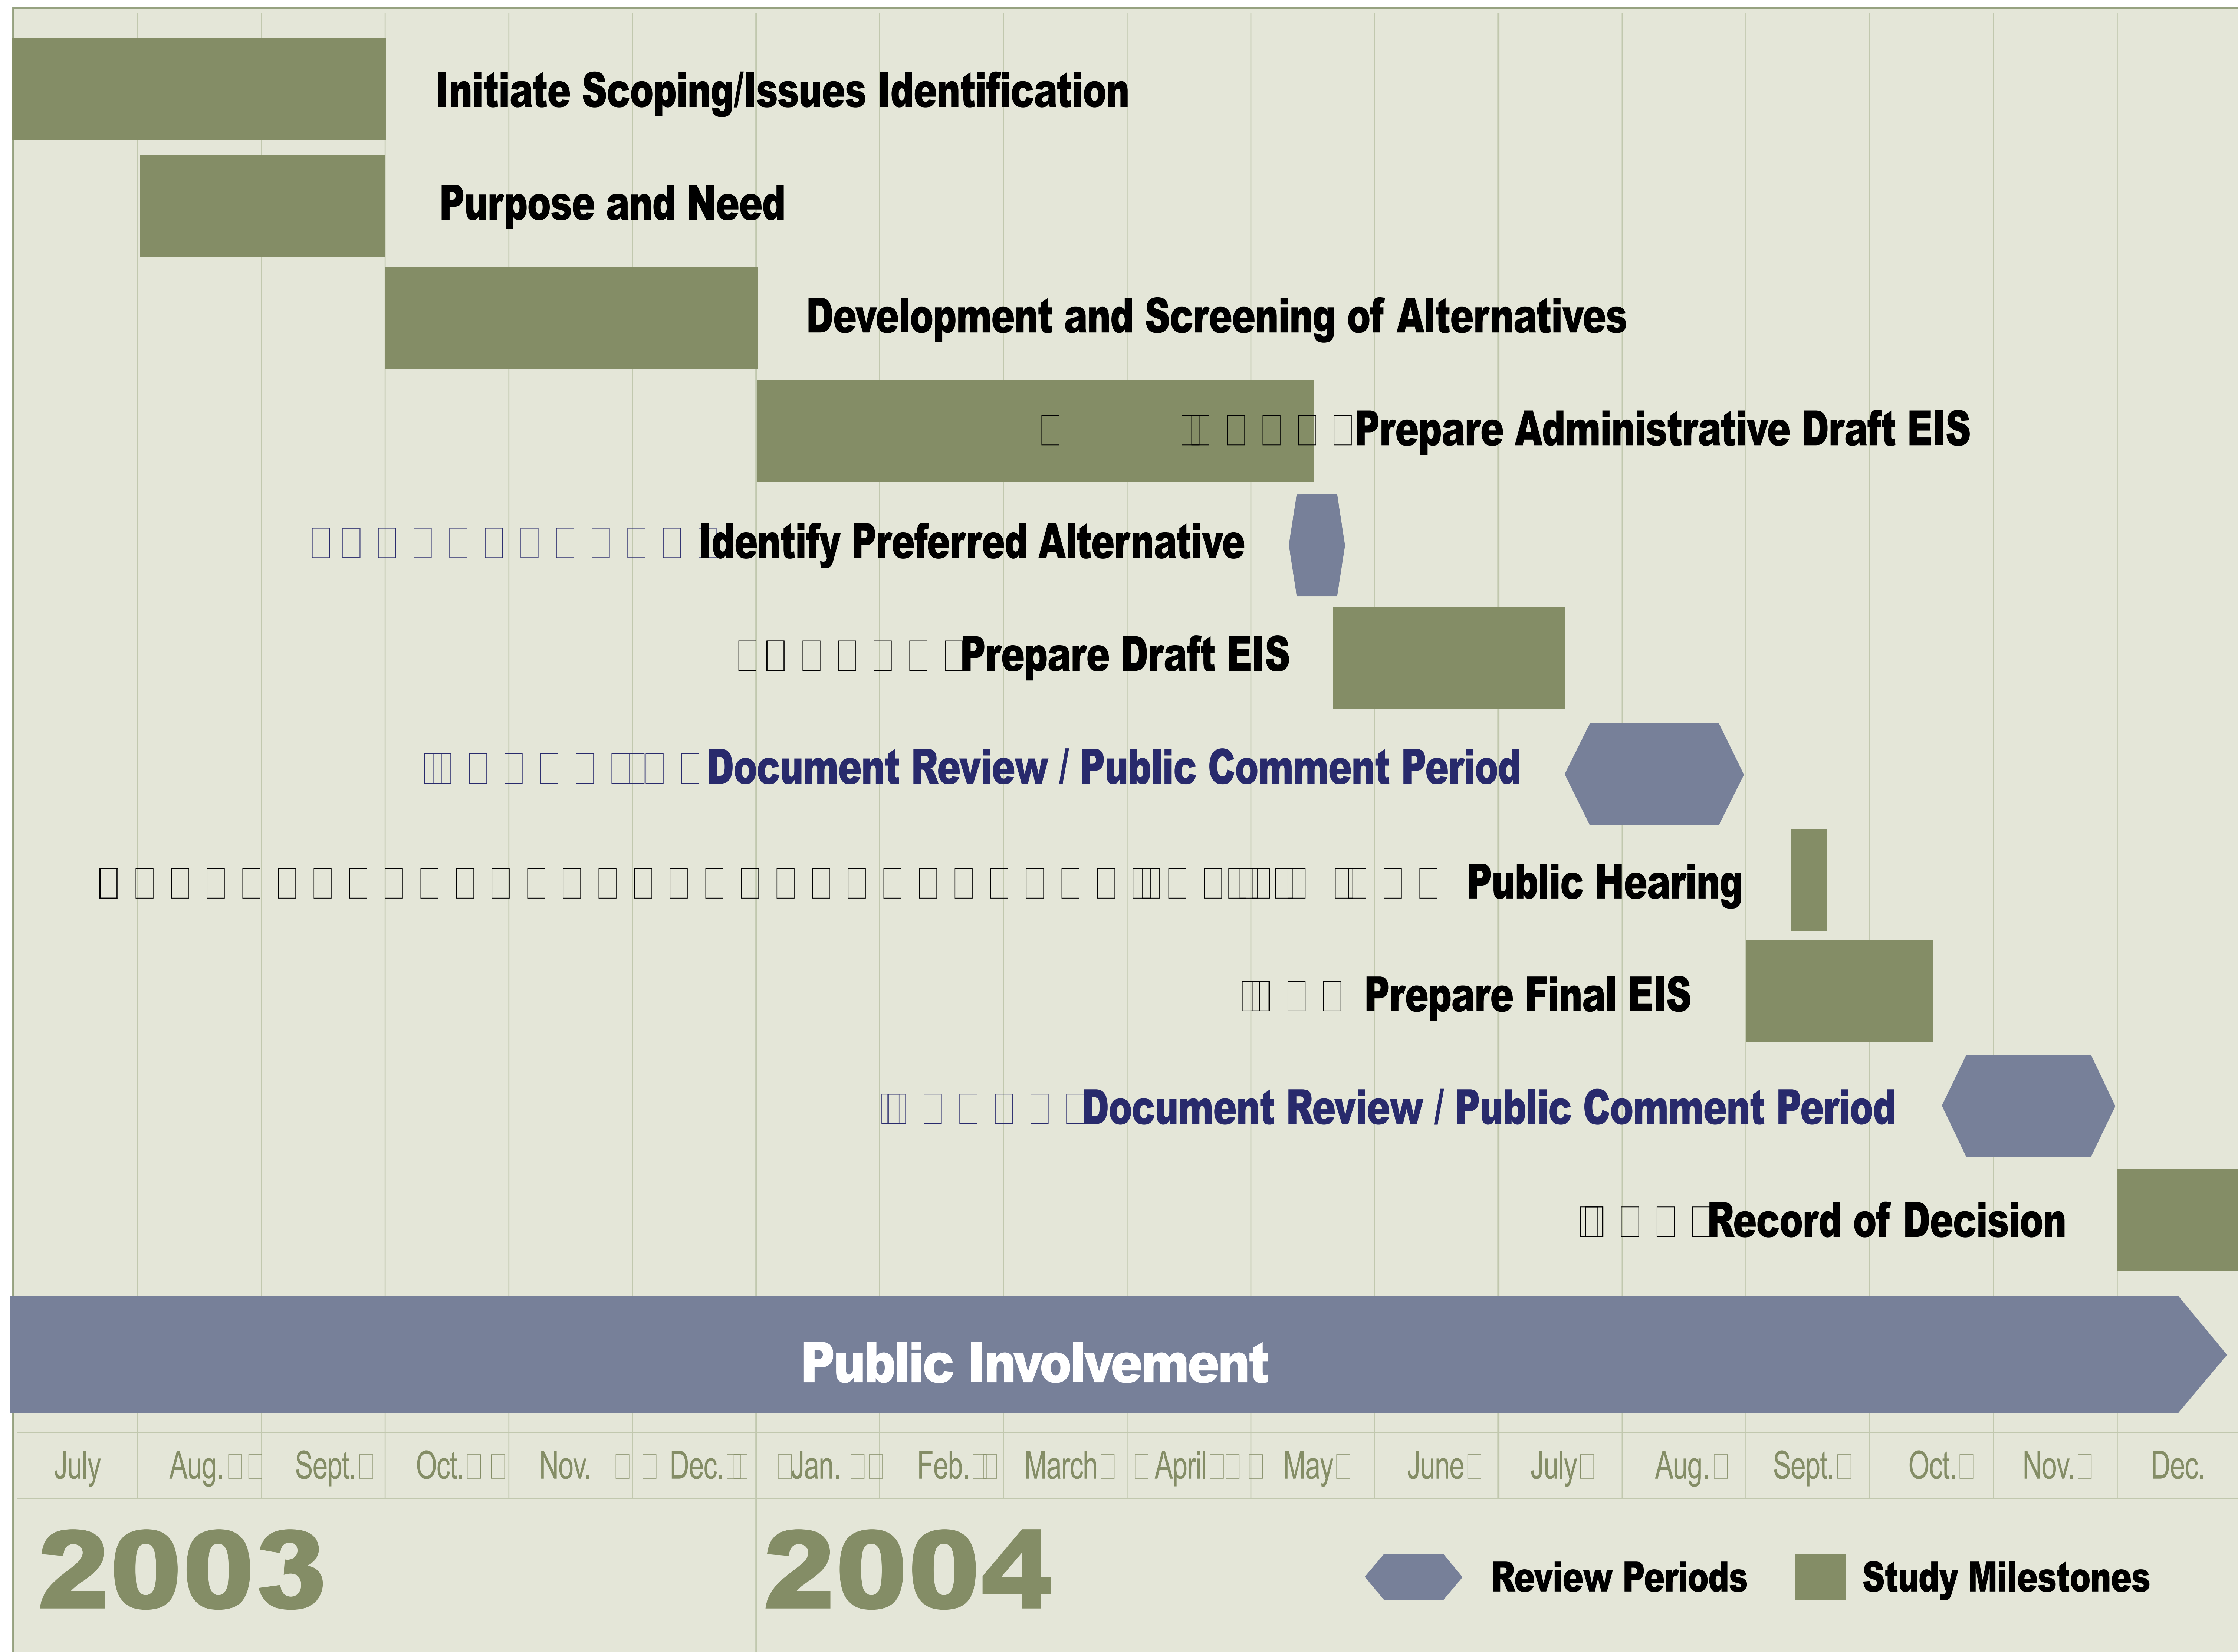 Initiate Scoping/Issues Identification
Purpose and Need
Development and Screening of Alternatives
Prepare Administrative Draft EIS
Identify Preferred Alternative
Prepare Draft EIS
Document Review / Public Comment Period
Public Hearing
Prepare Final EIS
Document Review / Public Comment Period
Record of Decision
Public Involvement
July Aug. Sept. Oct. Nov. Dec. Jan. Feb. March April May June July Aug. Sept. Oct. Nov. Dec.
2003 2004
Review Periods Study Milestones